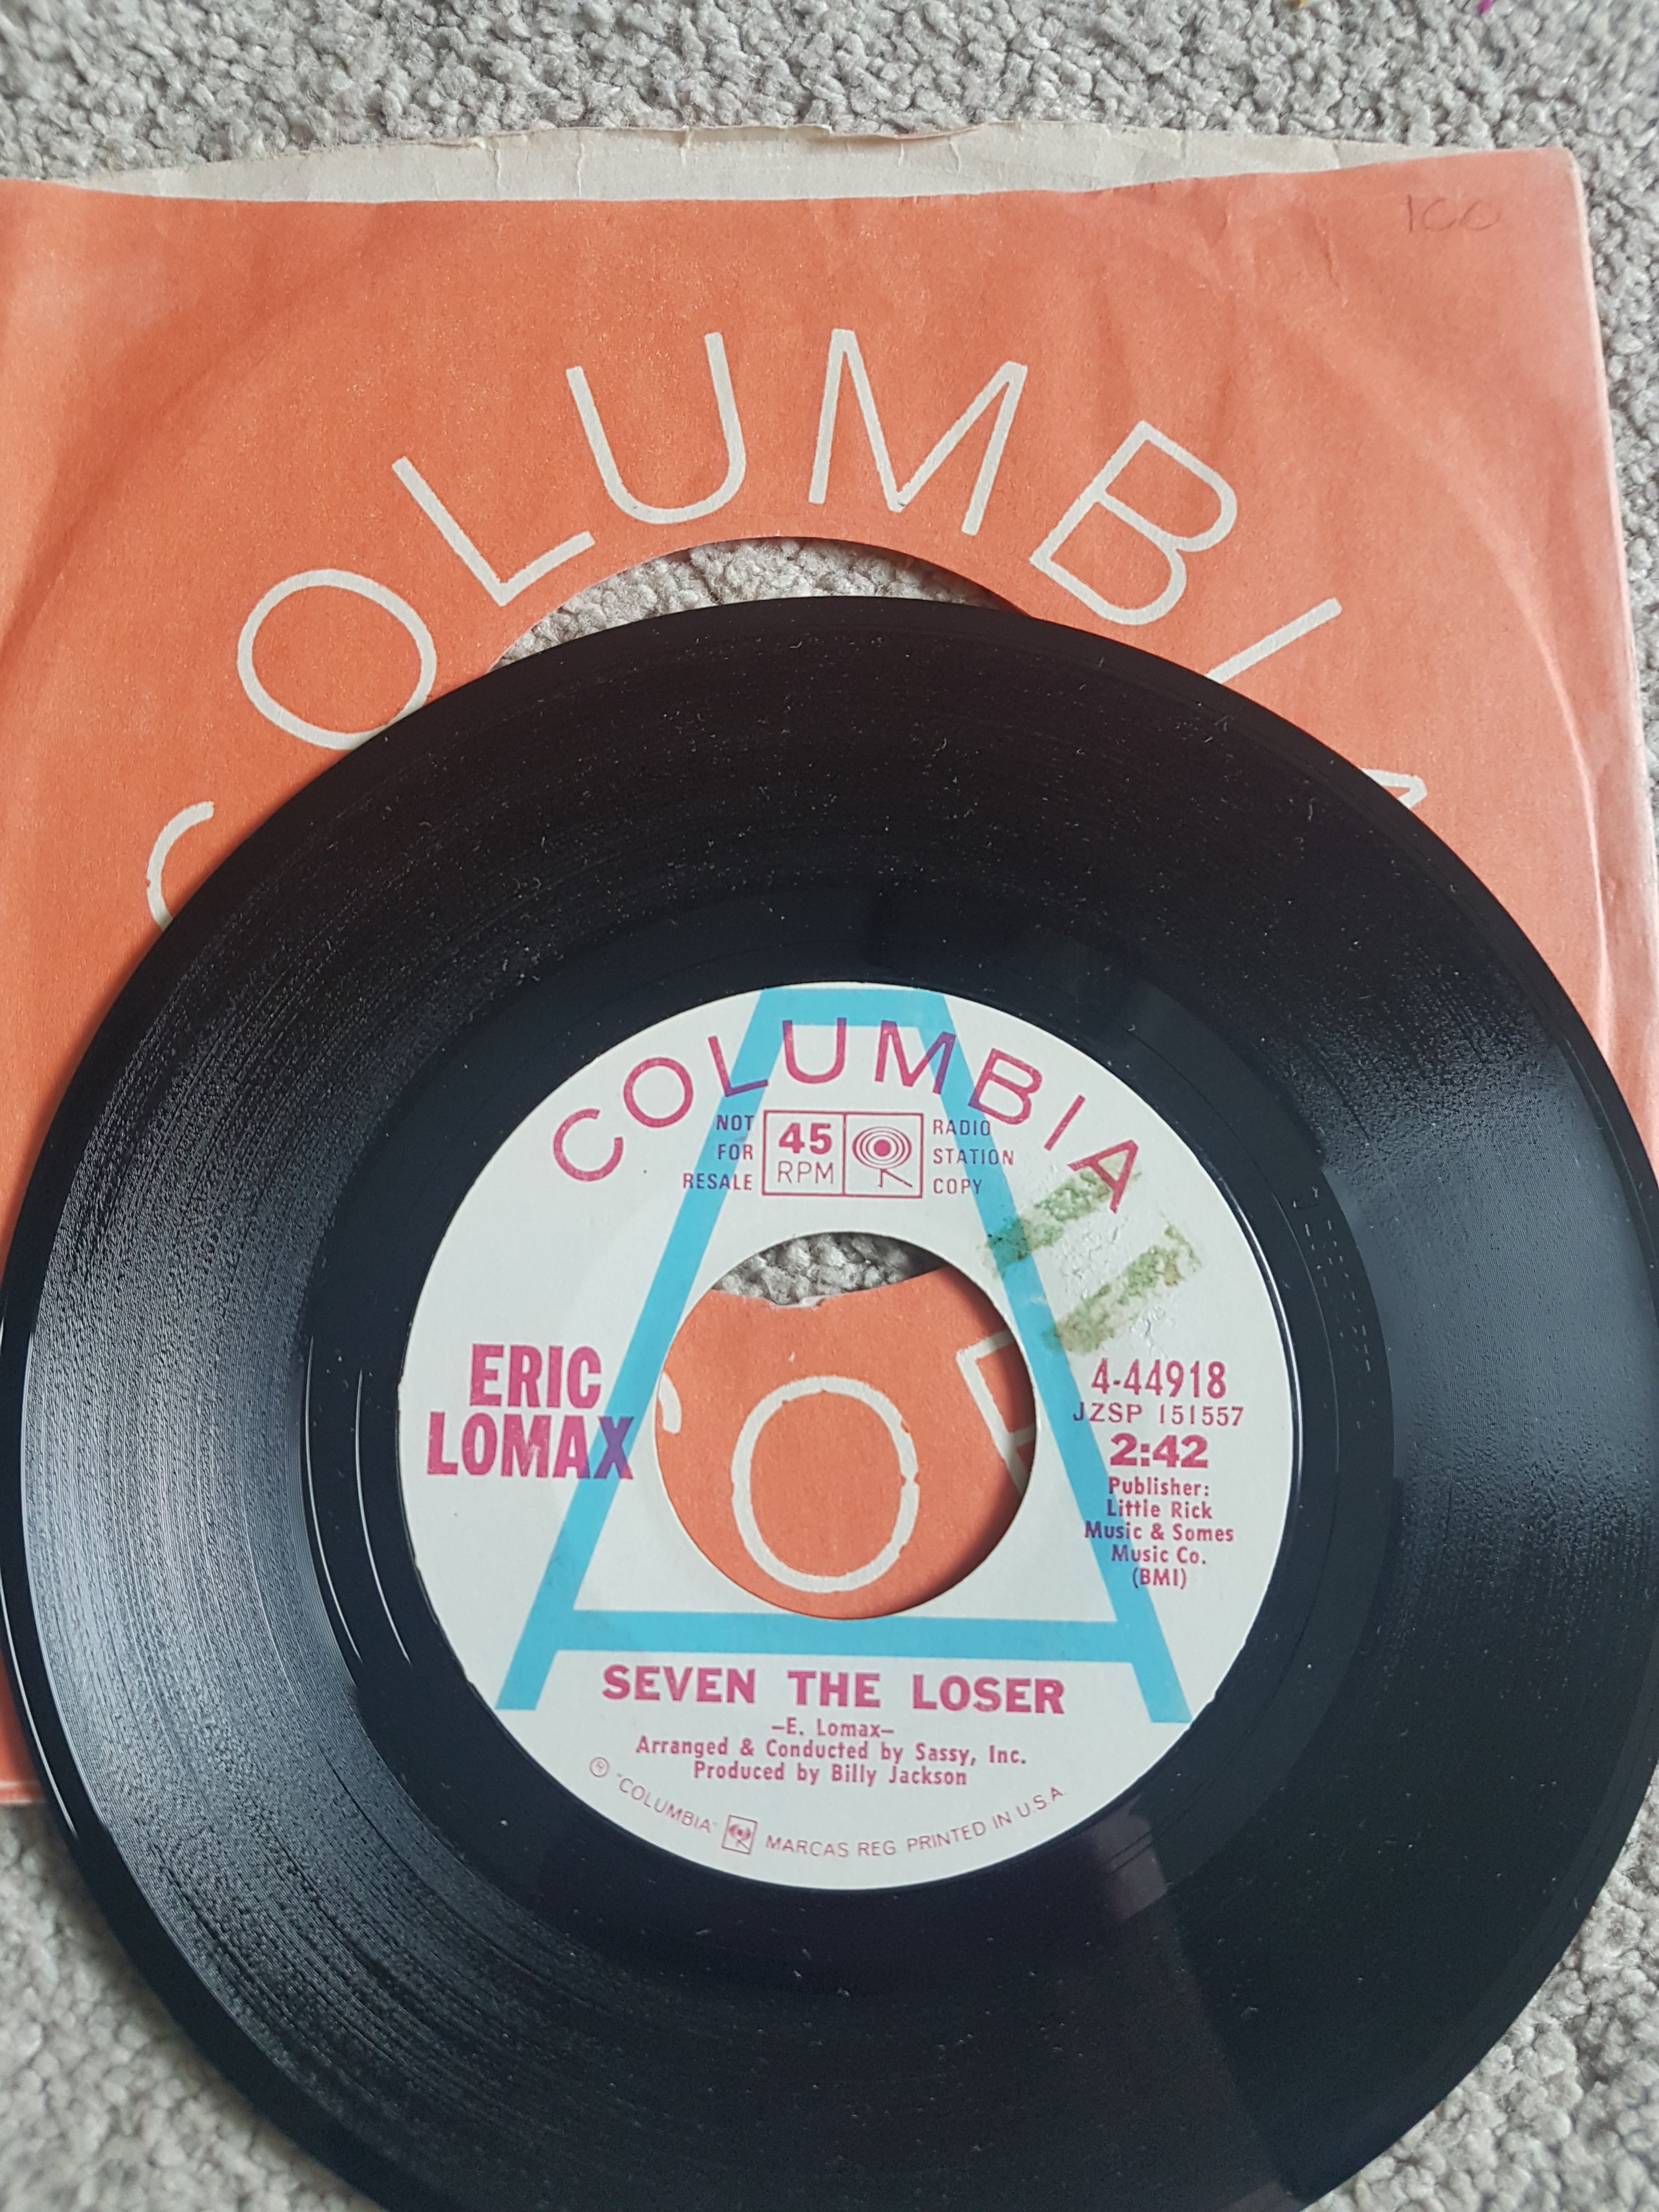 100
COLUMBIA
COLUMBIA
NOT
FOR
RESALE
45
RPM
RADIO
STATION
COPY
ERIC
LOMAX
4-44918
JZSP 151557
2:42
Publisher:
Little Rick
Music & Somes
Music Co.
(BMI)
SEVEN THE LOSER
–E. Lomax–
Arranged & Conducted by Sassy, Inc.
Produced by Billy Jackson
® "COLUMBIA" MARCAS REG. PRINTED IN U.S.A.